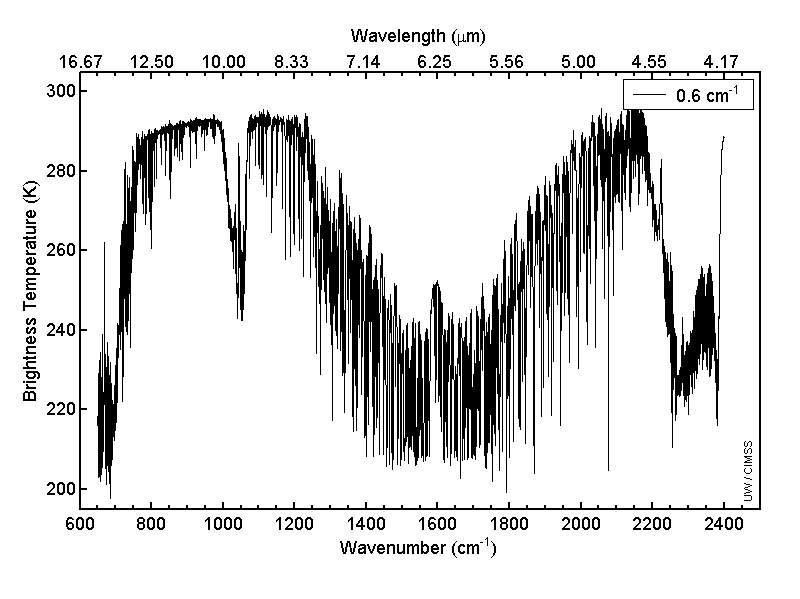 Wavelength (μm)
16.67 12.50 10.00 8.33 7.14 6.25 5.56 5.00 4.55 4.17
0.6 cm⁻¹
300
280
260
240
220
200
Brightness Temperature (K)
UW / CIMSS
600 800 1000 1200 1400 1600 1800 2000 2200 2400
Wavenumber (cm⁻¹)